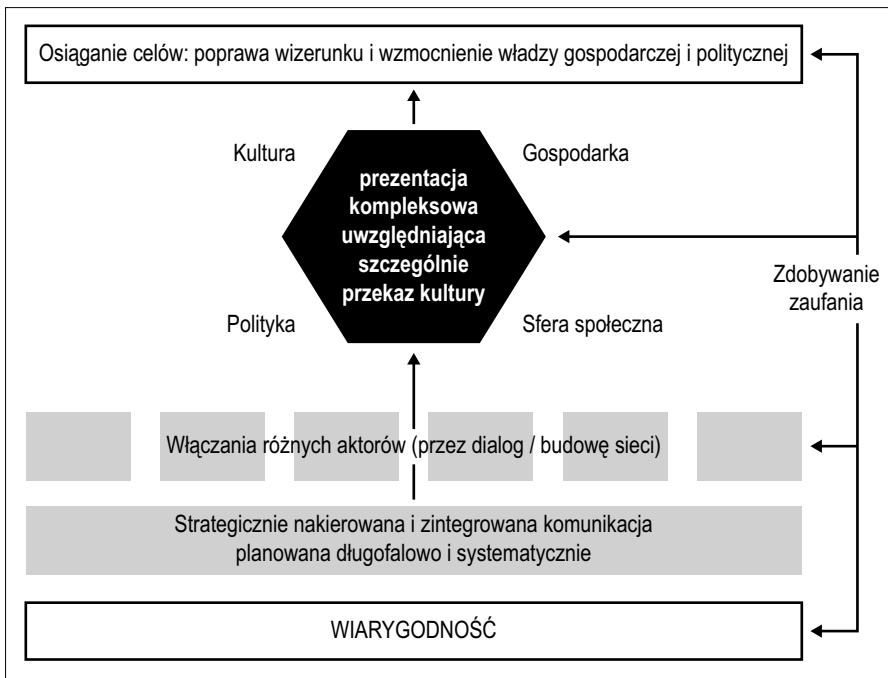 Osiąganie celów: poprawa wizerunku i wzmocnienie władzy gospodarczej i politycznej
Kultura
Gospodarka
prezentacja
kompleksowa
uwzględniająca
szczególnie
przekaz kultury
Zdobywanie
zaufania
Polityka
Sfera społeczna
Włączania różnych aktorów (przez dialog / budowę sieci)
Strategicznie nakierowana i zintegrowana komunikacja
planowana długofalowo i systematycznie
WIARYGODNOŚĆ